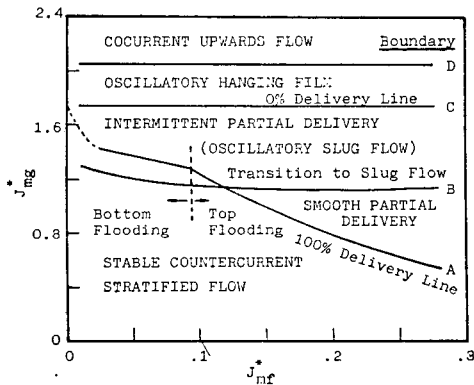 2.4
COCURRENT UPWARDS FLOW
Boundary
D
OSCILLATORY HANGING FILM
0% Delivery Line
C
1.6
INTERMITTENT PARTIAL DELIVERY
(OSCILLATORY SLUG FLOW)
Transition to Slug Flow
B
J*mg
Bottom Flooding
Top Flooding
SMOOTH PARTIAL DELIVERY
0.8
100% Delivery Line
A
STABLE COUNTERCURRENT
STRATIFIED FLOW
0
0
.1
.2
.3
J*mf